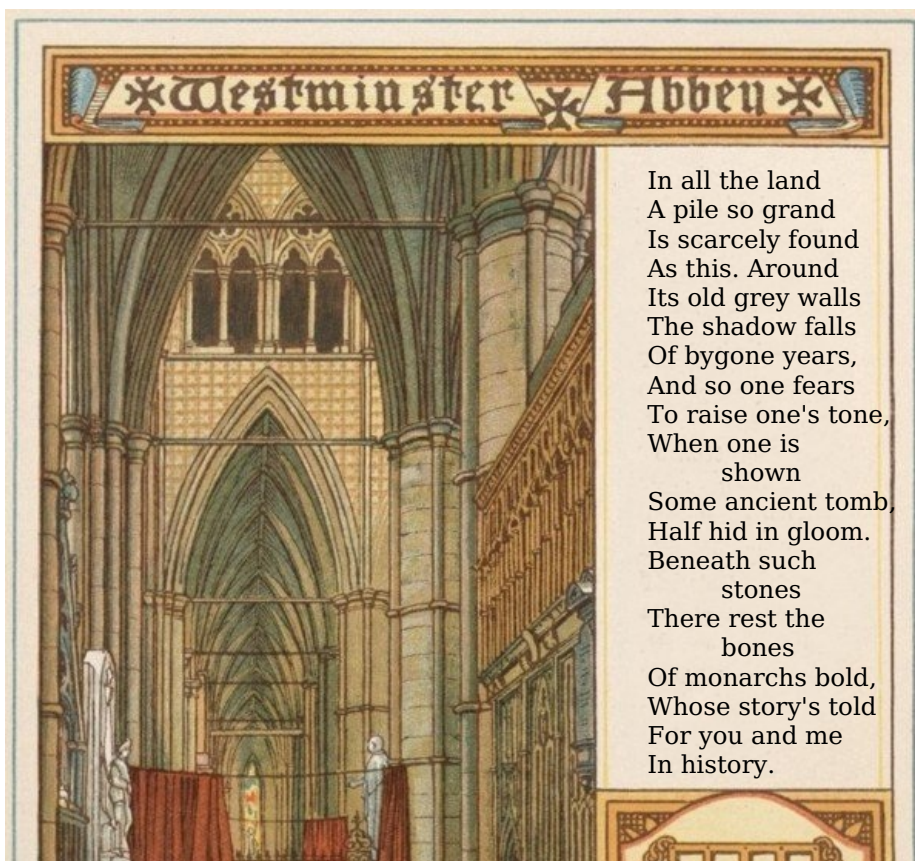 Westminster Abbey
In all the land
A pile so grand
Is scarcely found
As this. Around
Its old grey walls
The shadow falls
Of bygone years,
And so one fears
To raise one's tone,
When one is
shown
Some ancient tomb,
Half hid in gloom.
Beneath such
stones
There rest the
bones
Of monarchs bold,
Whose story's told
For you and me
In history.